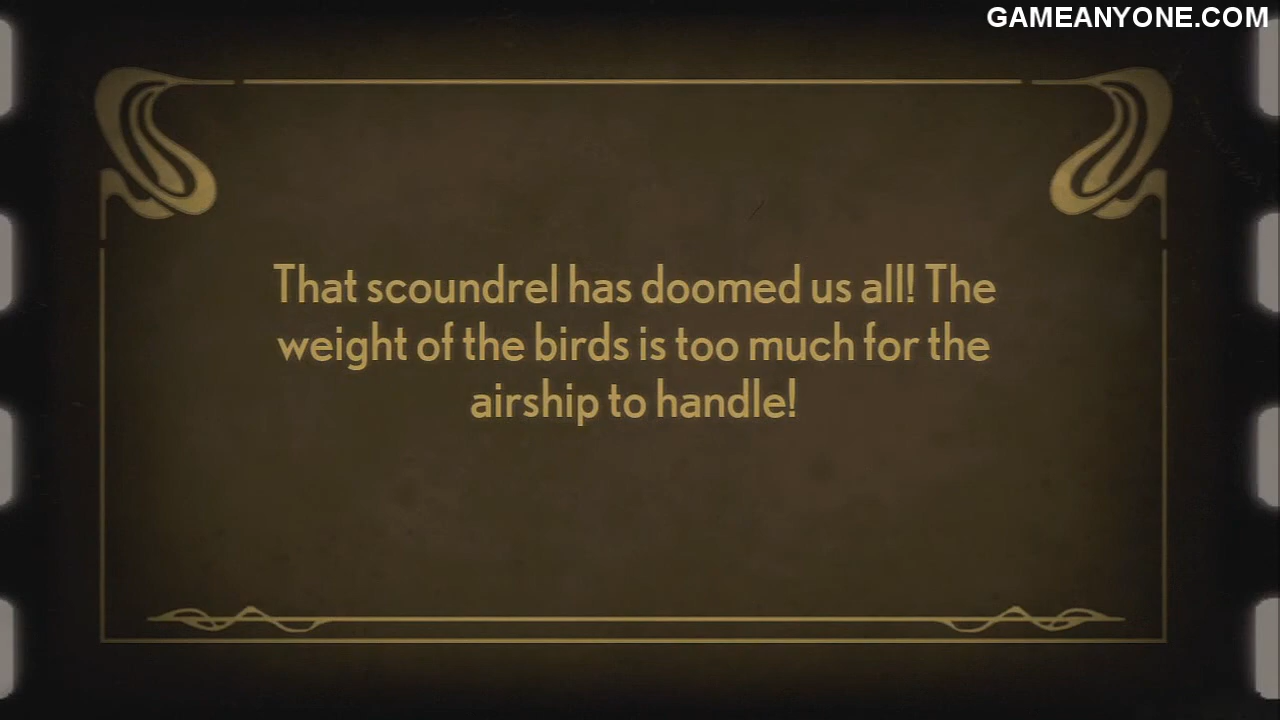 GAMEANYONE.COM
That scoundrel has doomed us all! The
weight of the birds is too much for the
airship to handle!